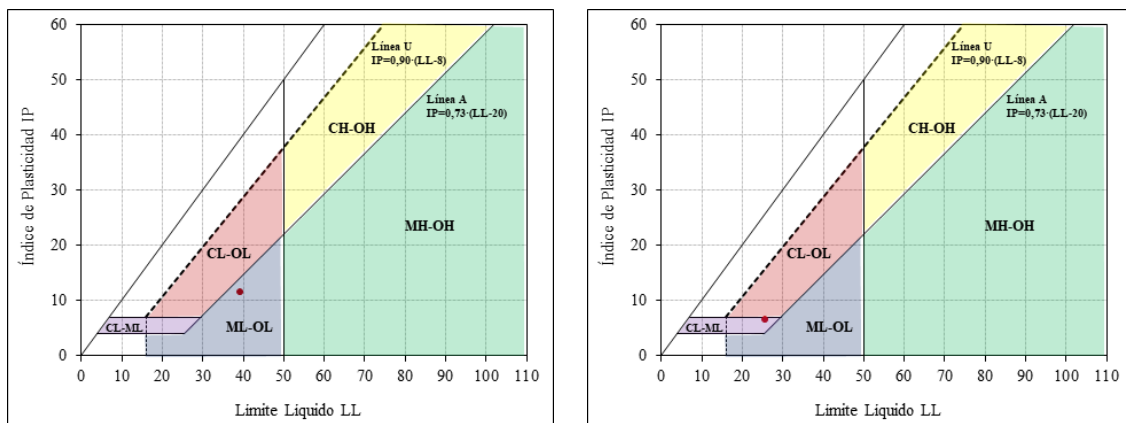 60
50
40
30
20
10
0
Índice de Plasticidad IP
Línea U
IP=0,90·(LL-8)
Línea A
IP=0,73·(LL-20)
CH-OH
MH-OH
CL-OL
CL-ML
ML-OL
0 10 20 30 40 50 60 70 80 90 100 110
Limite Liquido LL
60
50
40
30
20
10
0
Índice de Plasticidad IP
Línea U
IP=0,90·(LL-8)
Línea A
IP=0,73·(LL-20)
CH-OH
MH-OH
CL-OL
CL-ML
ML-OL
0 10 20 30 40 50 60 70 80 90 100 110
Limite Liquido LL